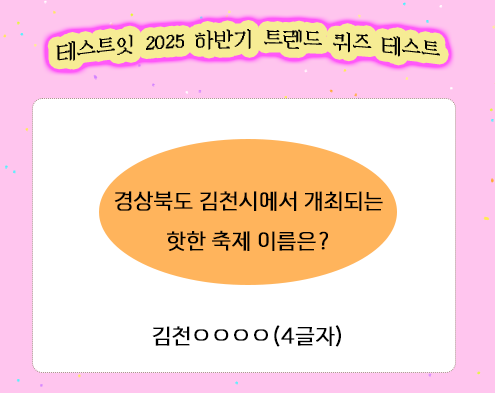 테스트잇 2025 하반기 트렌드 퀴즈 테스트
경상북도 김천시에서 개최되는
핫한 축제 이름은?
김천ㅇㅇㅇㅇ(4글자)